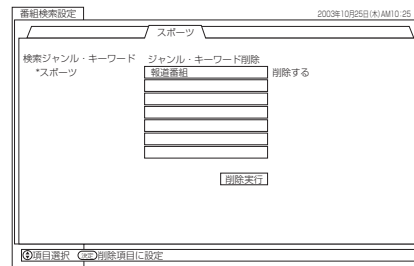 番組検索設定
2003年10月25日(木)AM10:25
スポーツ
検索ジャンル・キーワード ジャンル・キーワード削除
*スポーツ 報道番組 削除する
削除実行
項目選択 決定 削除項目に設定